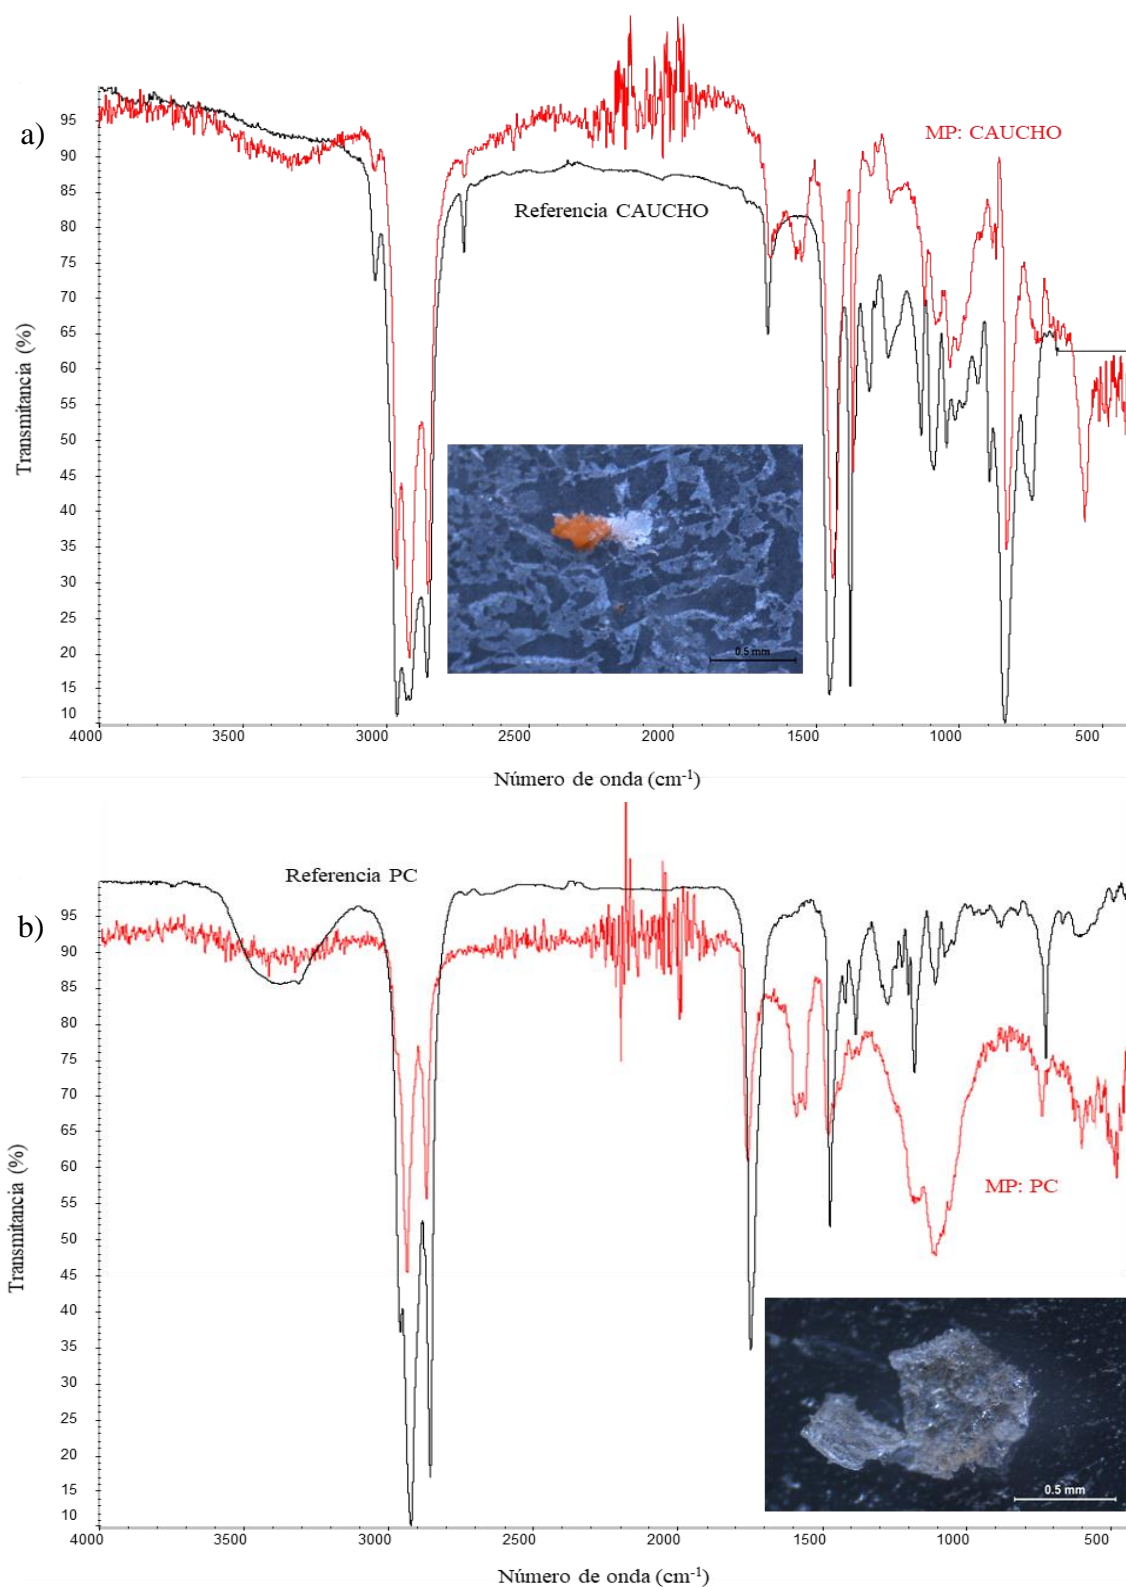 a)
MP: CAUCHO
Referencia CAUCHO
Transmitancia (%)
95
90
85
80
75
70
65
60
55
50
45
40
35
30
25
20
15
10
0.5 mm
4000 3500 3000 2500 2000 1500 1000 500
Número de onda (cm-1)
b)
Referencia PC
MP: PC
Transmitancia (%)
95
90
85
80
75
70
65
60
55
50
45
40
35
30
25
20
15
10
0.5 mm
4000 3500 3000 2500 2000 1500 1000 500
Número de onda (cm-1)